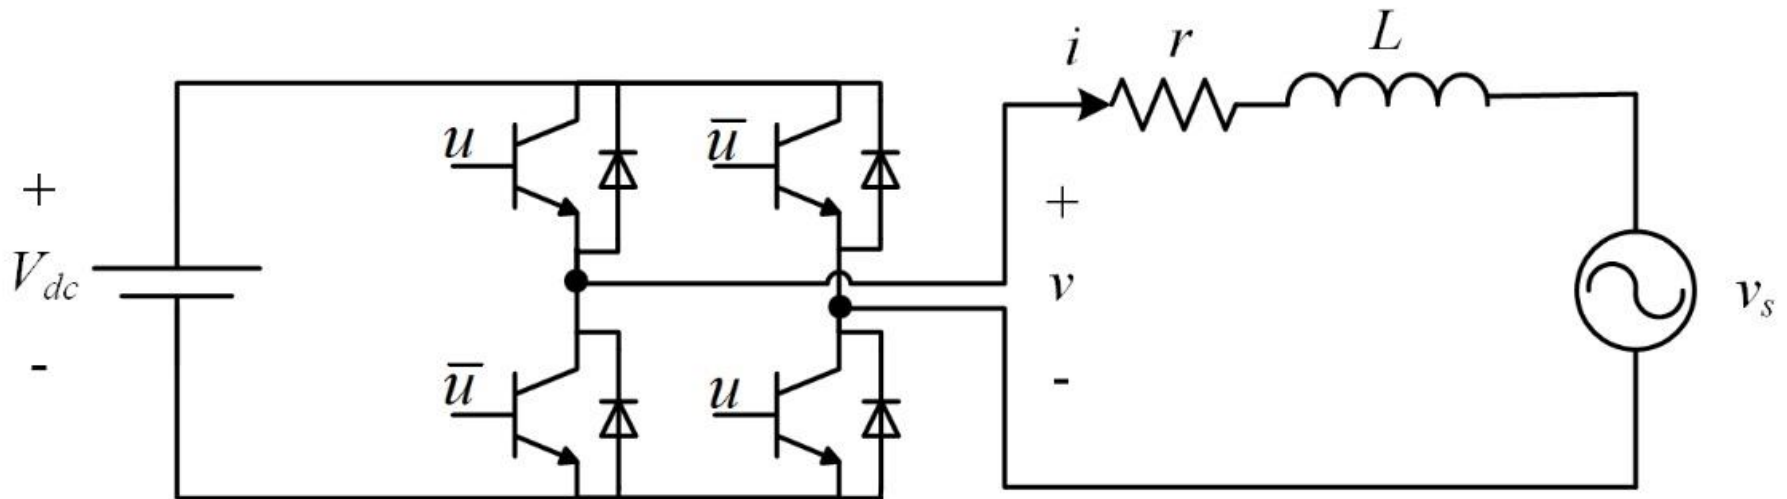 i r L
u u̅
+ +
V_dc v v_s
- -
u̅ u